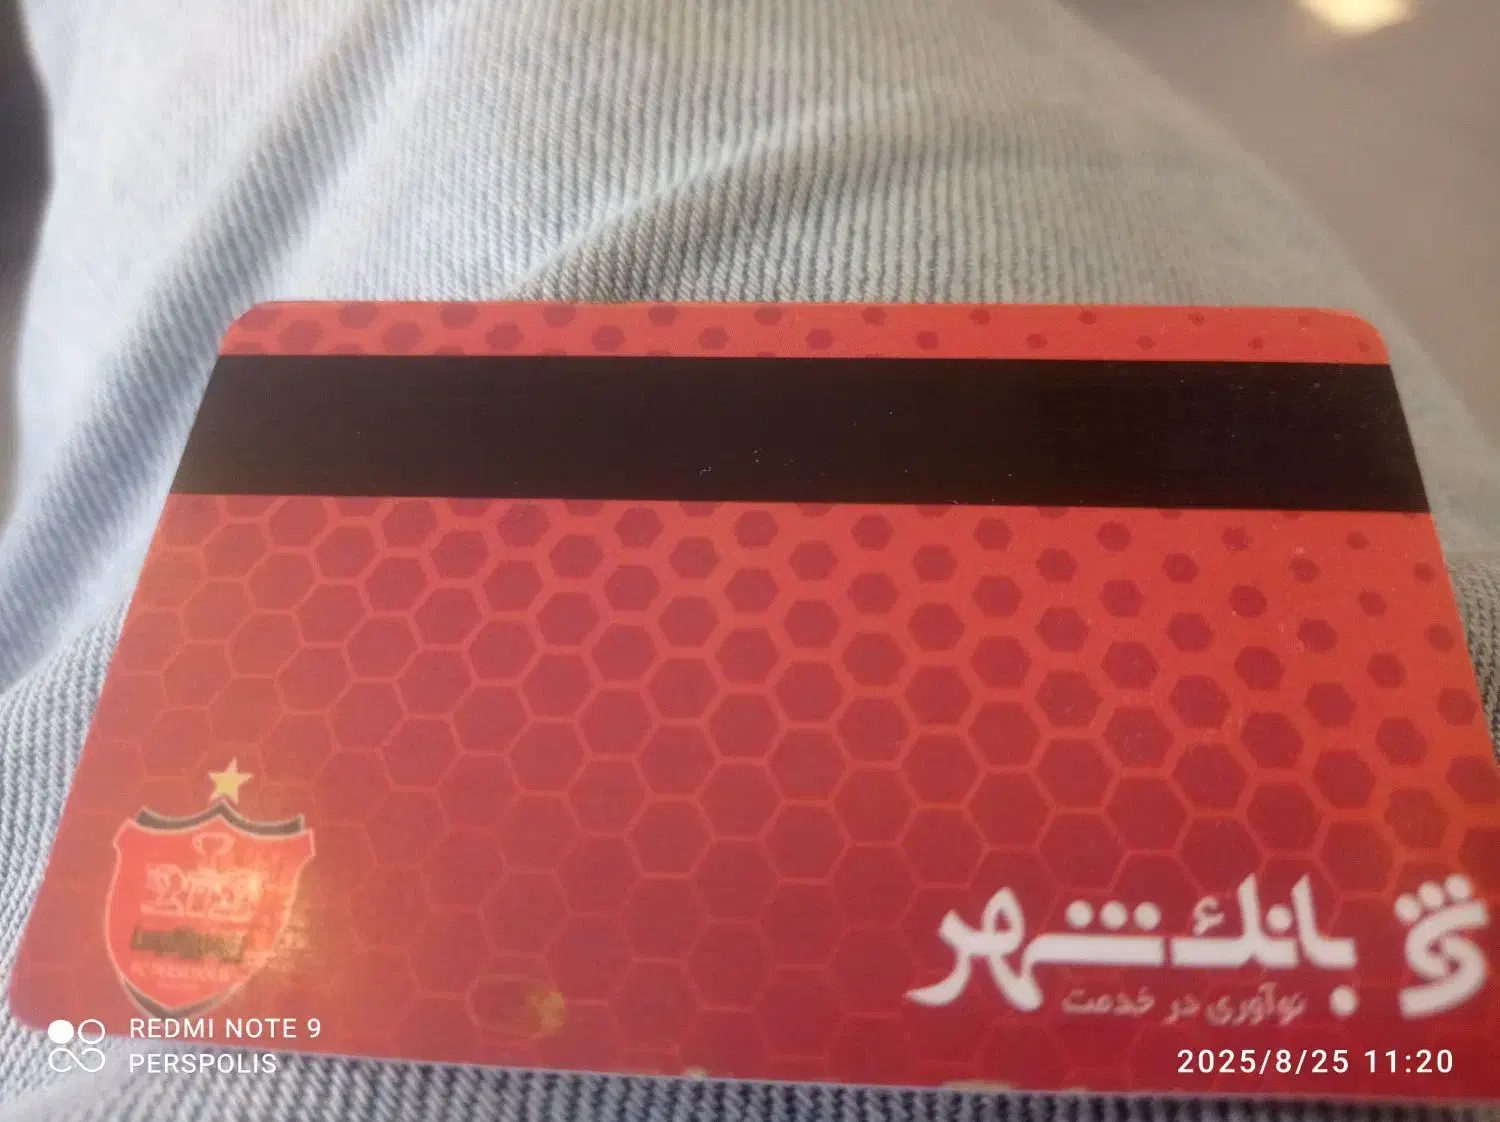 بانک شهر
نوآوری در خدمت
REDMI NOTE 9
PERSPOLIS
2025/8/25 11:20